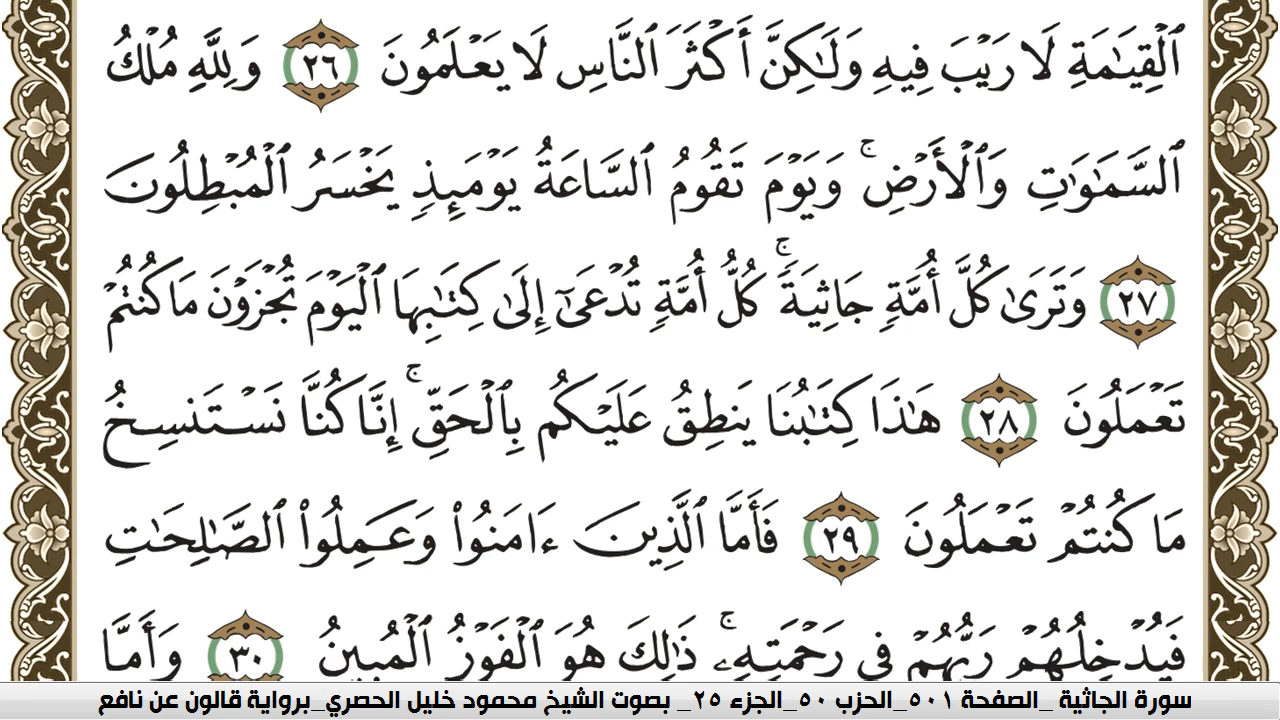 ٱلْقِيَـٰمَةِ لَا رَيْبَ فِيهِ وَلَـٰكِنَّ أَكْثَرَ ٱلنَّاسِ لَا يَعْلَمُونَ ٢٦ وَلِلَّهِ مُلْكُ
ٱلسَّمَـٰوَٰتِ وَٱلْأَرْضِ ۚ وَيَوْمَ تَقُومُ ٱلسَّاعَةُ يَوْمَئِذٍ يَخْسَرُ ٱلْمُبْطِلُونَ
٢٧ وَتَرَىٰ كُلَّ أُمَّةٍ جَاثِيَةً ۚ كُلُّ أُمَّةٍ تُدْعَىٰٓ إِلَىٰ كِتَـٰبِهَا ٱلْيَوْمَ تُجْزَوْنَ مَا كُنتُمْ
تَعْمَلُونَ ٢٨ هَـٰذَا كِتَـٰبُنَا يَنطِقُ عَلَيْكُم بِٱلْحَقِّ ۚ إِنَّا كُنَّا نَسْتَنسِخُ
مَا كُنتُمْ تَعْمَلُونَ ٢٩ فَأَمَّا ٱلَّذِينَ ءَامَنُوا۟ وَعَمِلُوا۟ ٱلصَّـٰلِحَـٰتِ
فَيُدْخِلُهُمْ رَبُّهُمْ فِي رَحْمَتِهِۦ ۚ ذَٰلِكَ هُوَ ٱلْفَوْزُ ٱلْمُبِينُ ٣٠ وَأَمَّا
سورة الجاثية _الصفحة ٥٠١_الحزب ٥٠_الجزء ٢٥_ بصوت الشيخ محمود خليل الحصري_برواية قالون عن نافع